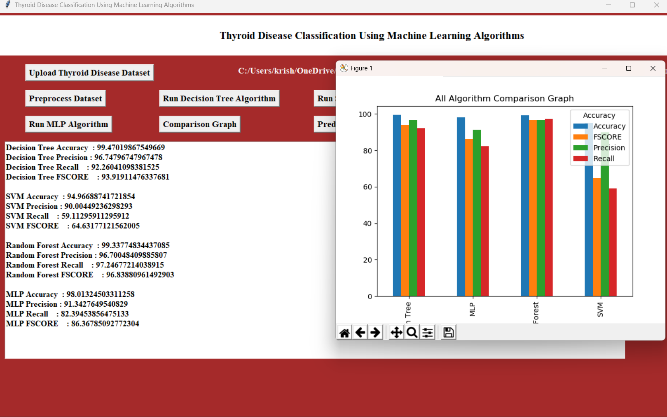 Thyroid Disease Classification Using Machine Learning Algorithms
Thyroid Disease Classification Using Machine Learning Algorithms
Upload Thyroid Disease Dataset
C:/Users/krish/OneDrive/
Preprocess Dataset
Run Decision Tree Algorithm
Run
Run MLP Algorithm
Comparison Graph
Pred
Decision Tree Accuracy : 99.47019867549669
Decision Tree Precision : 96.74796747967478
Decision Tree Recall : 92.26041098381525
Decision Tree FSCORE : 93.91911476337681
SVM Accuracy : 94.96688741721854
SVM Precision : 90.00449236298293
SVM Recall : 59.11295911295912
SVM FSCORE : 64.63177121562005
Random Forest Accuracy : 99.33774834437085
Random Forest Precision : 96.70048409885807
Random Forest Recall : 97.24677214038915
Random Forest FSCORE : 96.83880961492903
MLP Accuracy : 98.01324503311258
MLP Precision : 91.3427649540829
MLP Recall : 82.39453856475133
MLP FSCORE : 86.36785092772304
Figure 1
All Algorithm Comparison Graph
Accuracy
Accuracy
FSCORE
Precision
Recall
100
80
60
40
20
0
n Tree
MLP
Forest
SVM